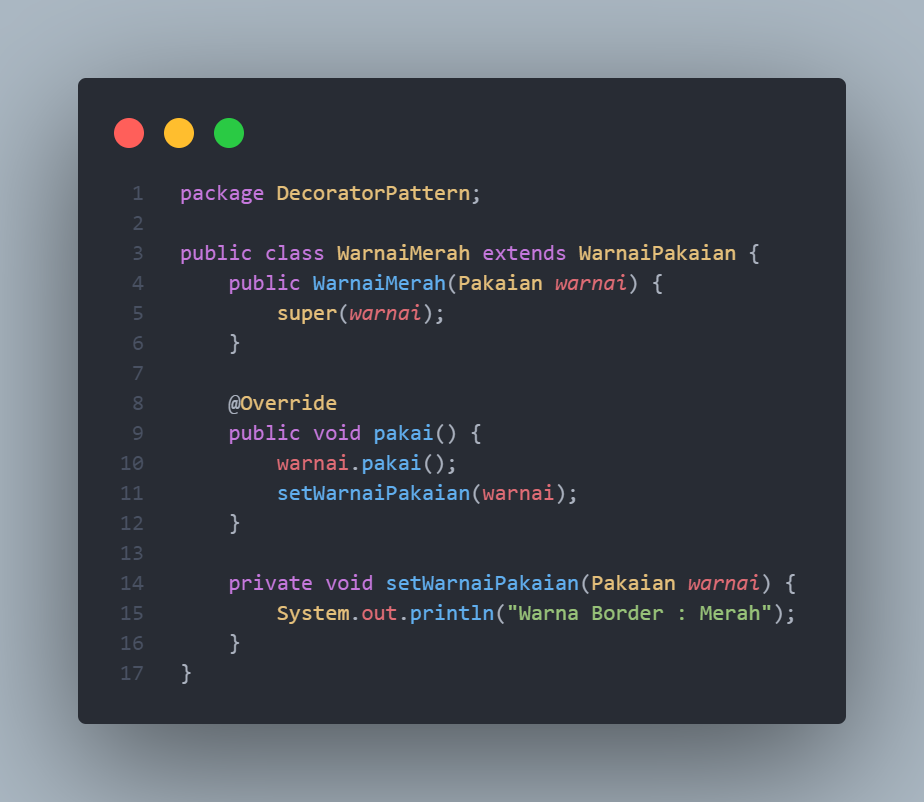 1 package DecoratorPattern;
2
3 public class WarnaiMerah extends WarnaiPakaian {
4     public WarnaiMerah(Pakaian warnai) {
5         super(warnai);
6     }
7
8     @Override
9     public void pakai() {
10         warnai.pakai();
11         setWarnaiPakaian(warnai);
12     }
13
14     private void setWarnaiPakaian(Pakaian warnai) {
15         System.out.println("Warna Border : Merah");
16     }
17 }